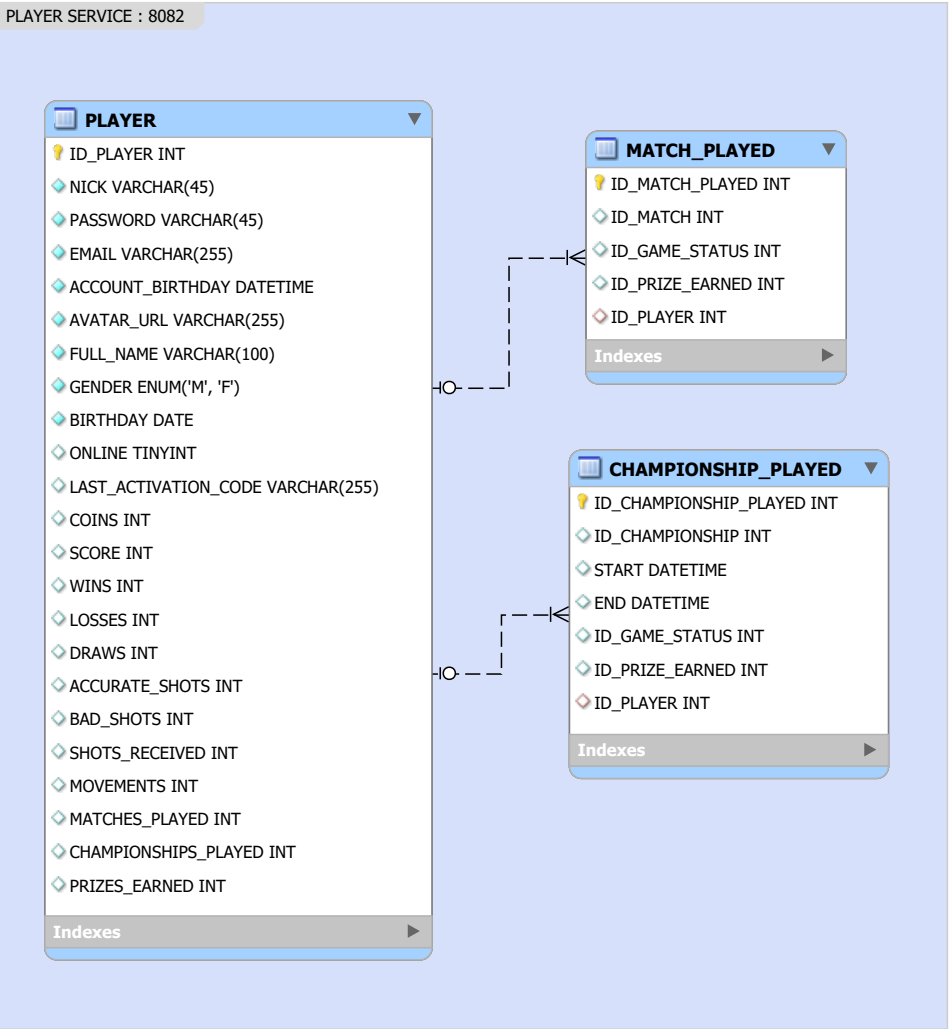 PLAYER SERVICE : 8082
PLAYER
ID_PLAYER INT
NICK VARCHAR(45)
PASSWORD VARCHAR(45)
EMAIL VARCHAR(255)
ACCOUNT_BIRTHDAY DATETIME
AVATAR_URL VARCHAR(255)
FULL_NAME VARCHAR(100)
GENDER ENUM('M', 'F')
BIRTHDAY DATE
ONLINE TINYINT
LAST_ACTIVATION_CODE VARCHAR(255)
COINS INT
SCORE INT
WINS INT
LOSSES INT
DRAWS INT
ACCURATE_SHOTS INT
BAD_SHOTS INT
SHOTS_RECEIVED INT
MOVEMENTS INT
MATCHES_PLAYED INT
CHAMPIONSHIPS_PLAYED INT
PRIZES_EARNED INT
Indexes
MATCH_PLAYED
ID_MATCH_PLAYED INT
ID_MATCH INT
ID_GAME_STATUS INT
ID_PRIZE_EARNED INT
ID_PLAYER INT
Indexes
CHAMPIONSHIP_PLAYED
ID_CHAMPIONSHIP_PLAYED INT
ID_CHAMPIONSHIP INT
START DATETIME
END DATETIME
ID_GAME_STATUS INT
ID_PRIZE_EARNED INT
ID_PLAYER INT
Indexes